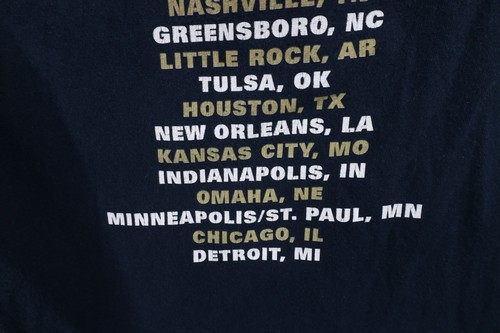 NASHVILLE, TN
GREENSBORO, NC
LITTLE ROCK, AR
TULSA, OK
HOUSTON, TX
NEW ORLEANS, LA
KANSAS CITY, MO
INDIANAPOLIS, IN
OMAHA, NE
MINNEAPOLIS/ST. PAUL, MN
CHICAGO, IL
DETROIT, MI